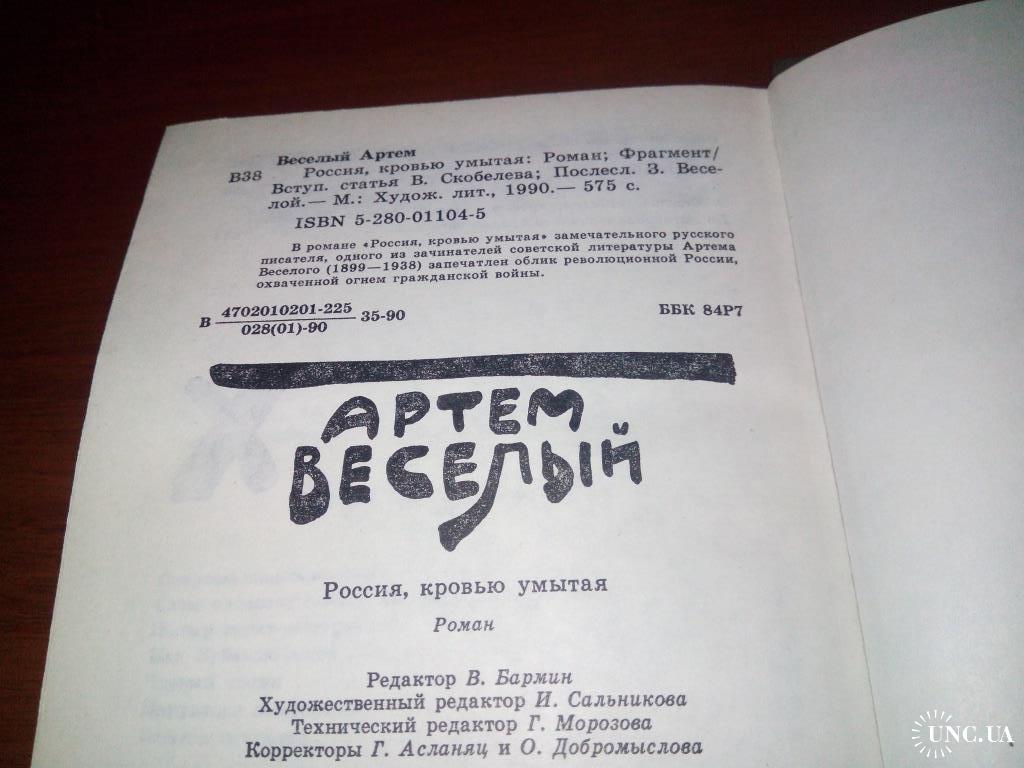 Веселый Артем
В38 Россия, кровью умытая: Роман; Фрагмент/
Вступ. статья В. Скобелева; Послесл. З. Весе-
лой.— М.: Худож. лит., 1990.— 575 с.
ISBN 5-280-01104-5
В романе «Россия, кровью умытая» замечательного русского
писателя, одного из зачинателей советской литературы Артема
Веселого (1899—1938) запечатлен облик революционной России,
охваченной огнем гражданской войны.
В 4702010201-225 35-90 ББК 84Р7
028(01)-90
АРТЕМ
ВЕСЕЛЫЙ
Россия, кровью умытая
Роман
Редактор В. Бармин
Художественный редактор И. Сальникова
Технический редактор Г. Морозова
Корректоры Г. Асланянц и О. Добромыслова
UNC.UA